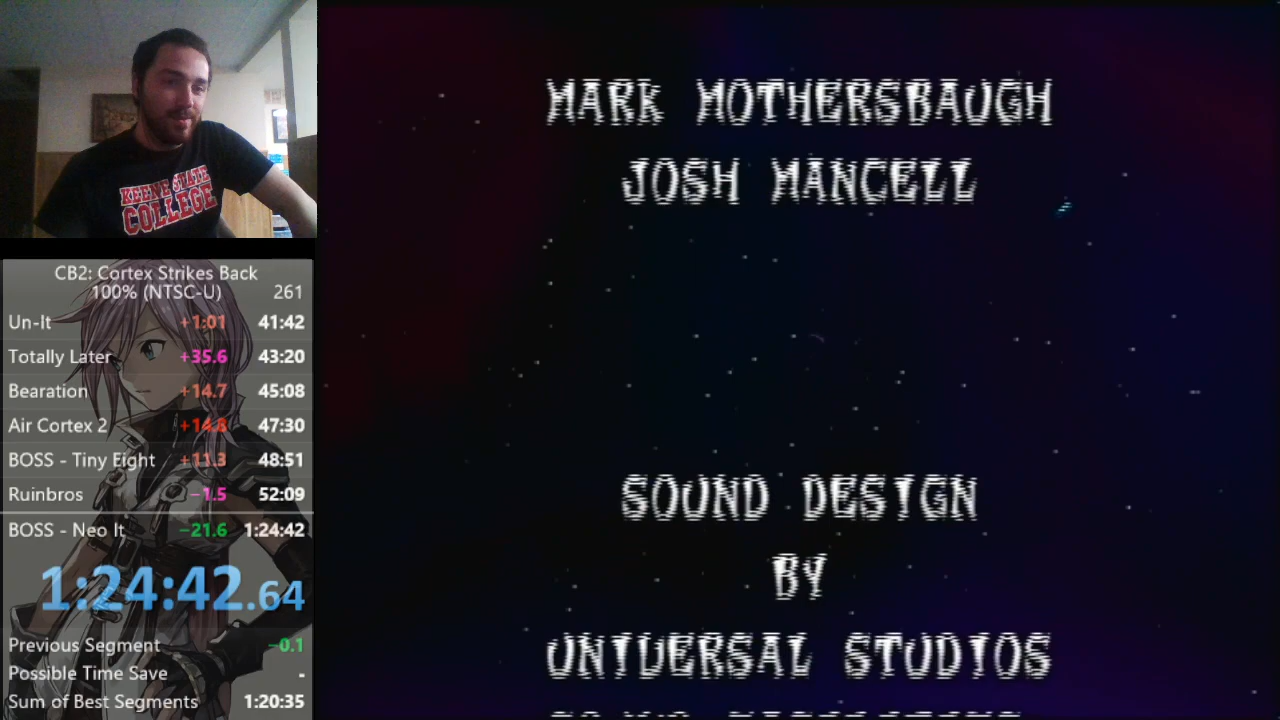 KEENE STATE
COLLEGE
CB2: Cortex Strikes Back
100% (NTSC-U) 261
Un-It +1:01 41:42
Totally Later +35.6 43:20
Bearation +14.7 45:08
Air Cortex 2 +14.8 47:30
BOSS - Tiny Eight +11.3 48:51
Ruinbros −1.5 52:09
BOSS - Neo It −21.6 1:24:42
1:24:42.64
Previous Segment −0.1
Possible Time Save -
Sum of Best Segments 1:20:35
MARK MOTHERSBAUGH
JOSH MANCELL
SOUND DESIGN
BY
UNIVERSAL STUDIOS